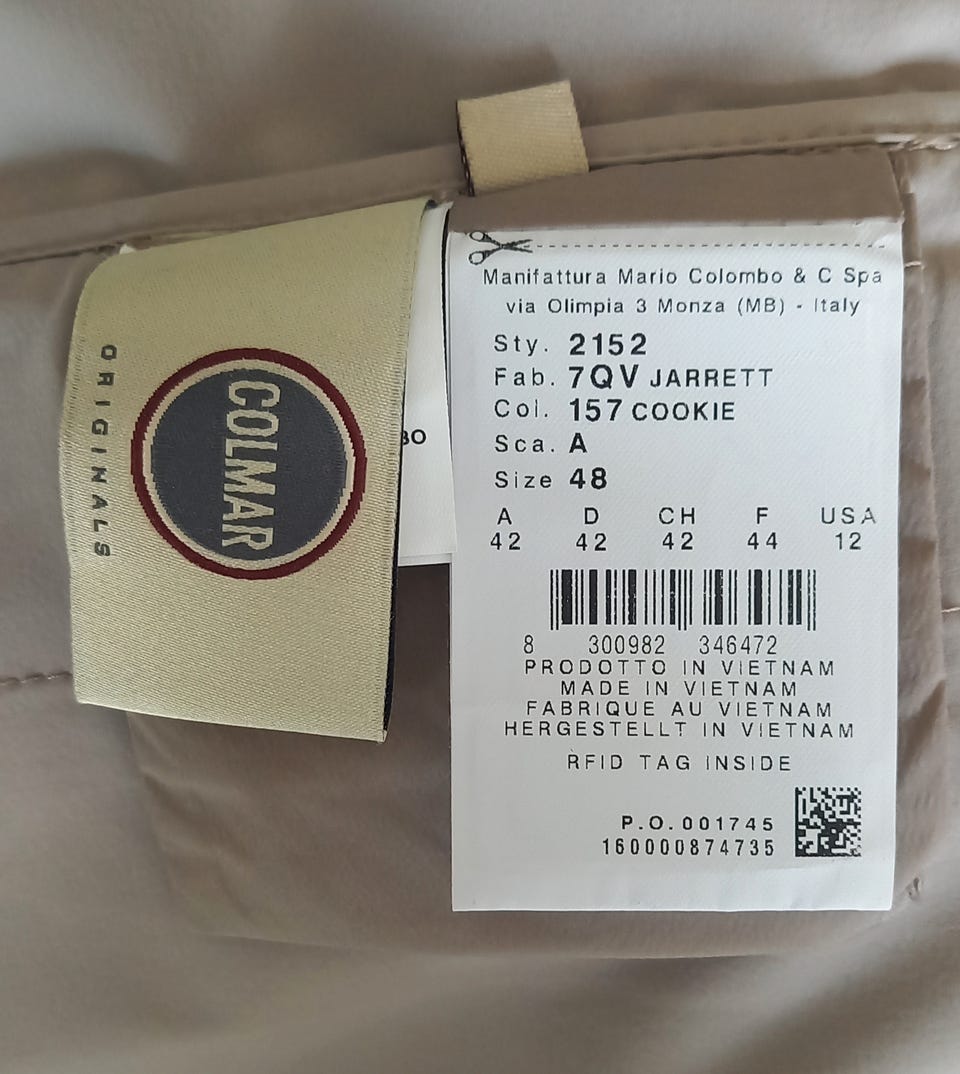 ORIGINALS
COLMAR
Manifattura Mario Colombo & C Spa
via Olimpia 3 Monza (MB) - Italy
Sty. 2152
Fab. 7QV JARRETT
Col. 157 COOKIE
Sca. A
Size 48
A D CH F USA
42 42 42 44 12
8 300982 346472
PRODOTTO IN VIETNAM
MADE IN VIETNAM
FABRIQUE AU VIETNAM
HERGESTELLT IN VIETNAM
RFID TAG INSIDE
P.O. 001745
160000874735